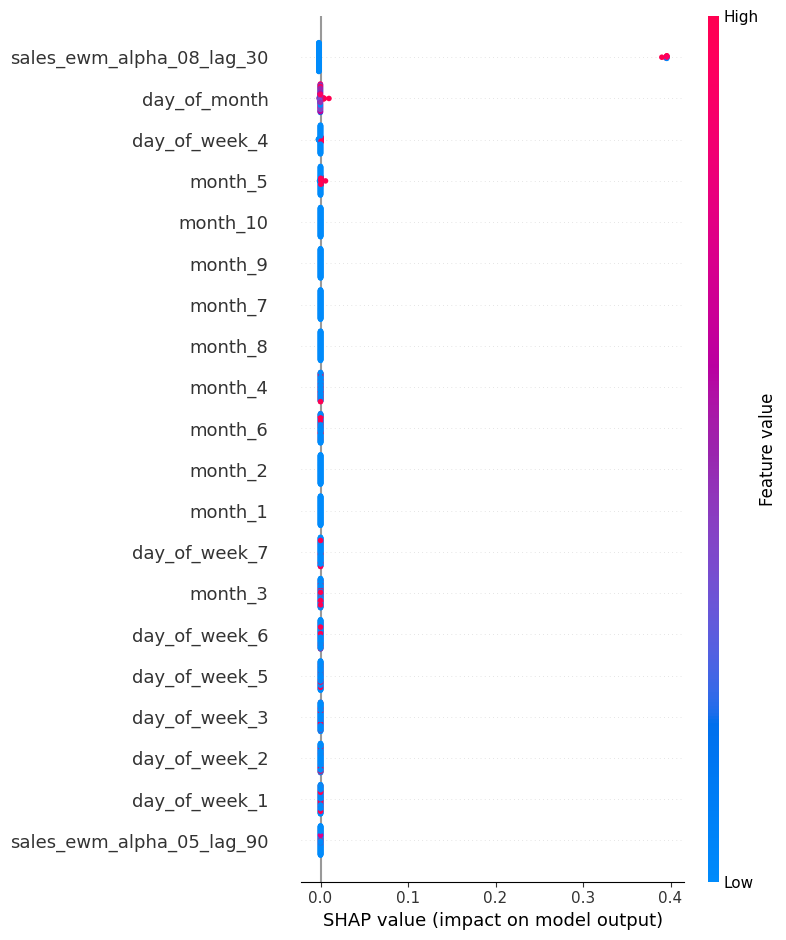 High
sales_ewm_alpha_08_lag_30
day_of_month
day_of_week_4
month_5
month_10
month_9
month_7
month_8
month_4
month_6
month_2
month_1
day_of_week_7
month_3
day_of_week_6
day_of_week_5
day_of_week_3
day_of_week_2
day_of_week_1
sales_ewm_alpha_05_lag_90
Feature value
Low
0.0 0.1 0.2 0.3 0.4
SHAP value (impact on model output)